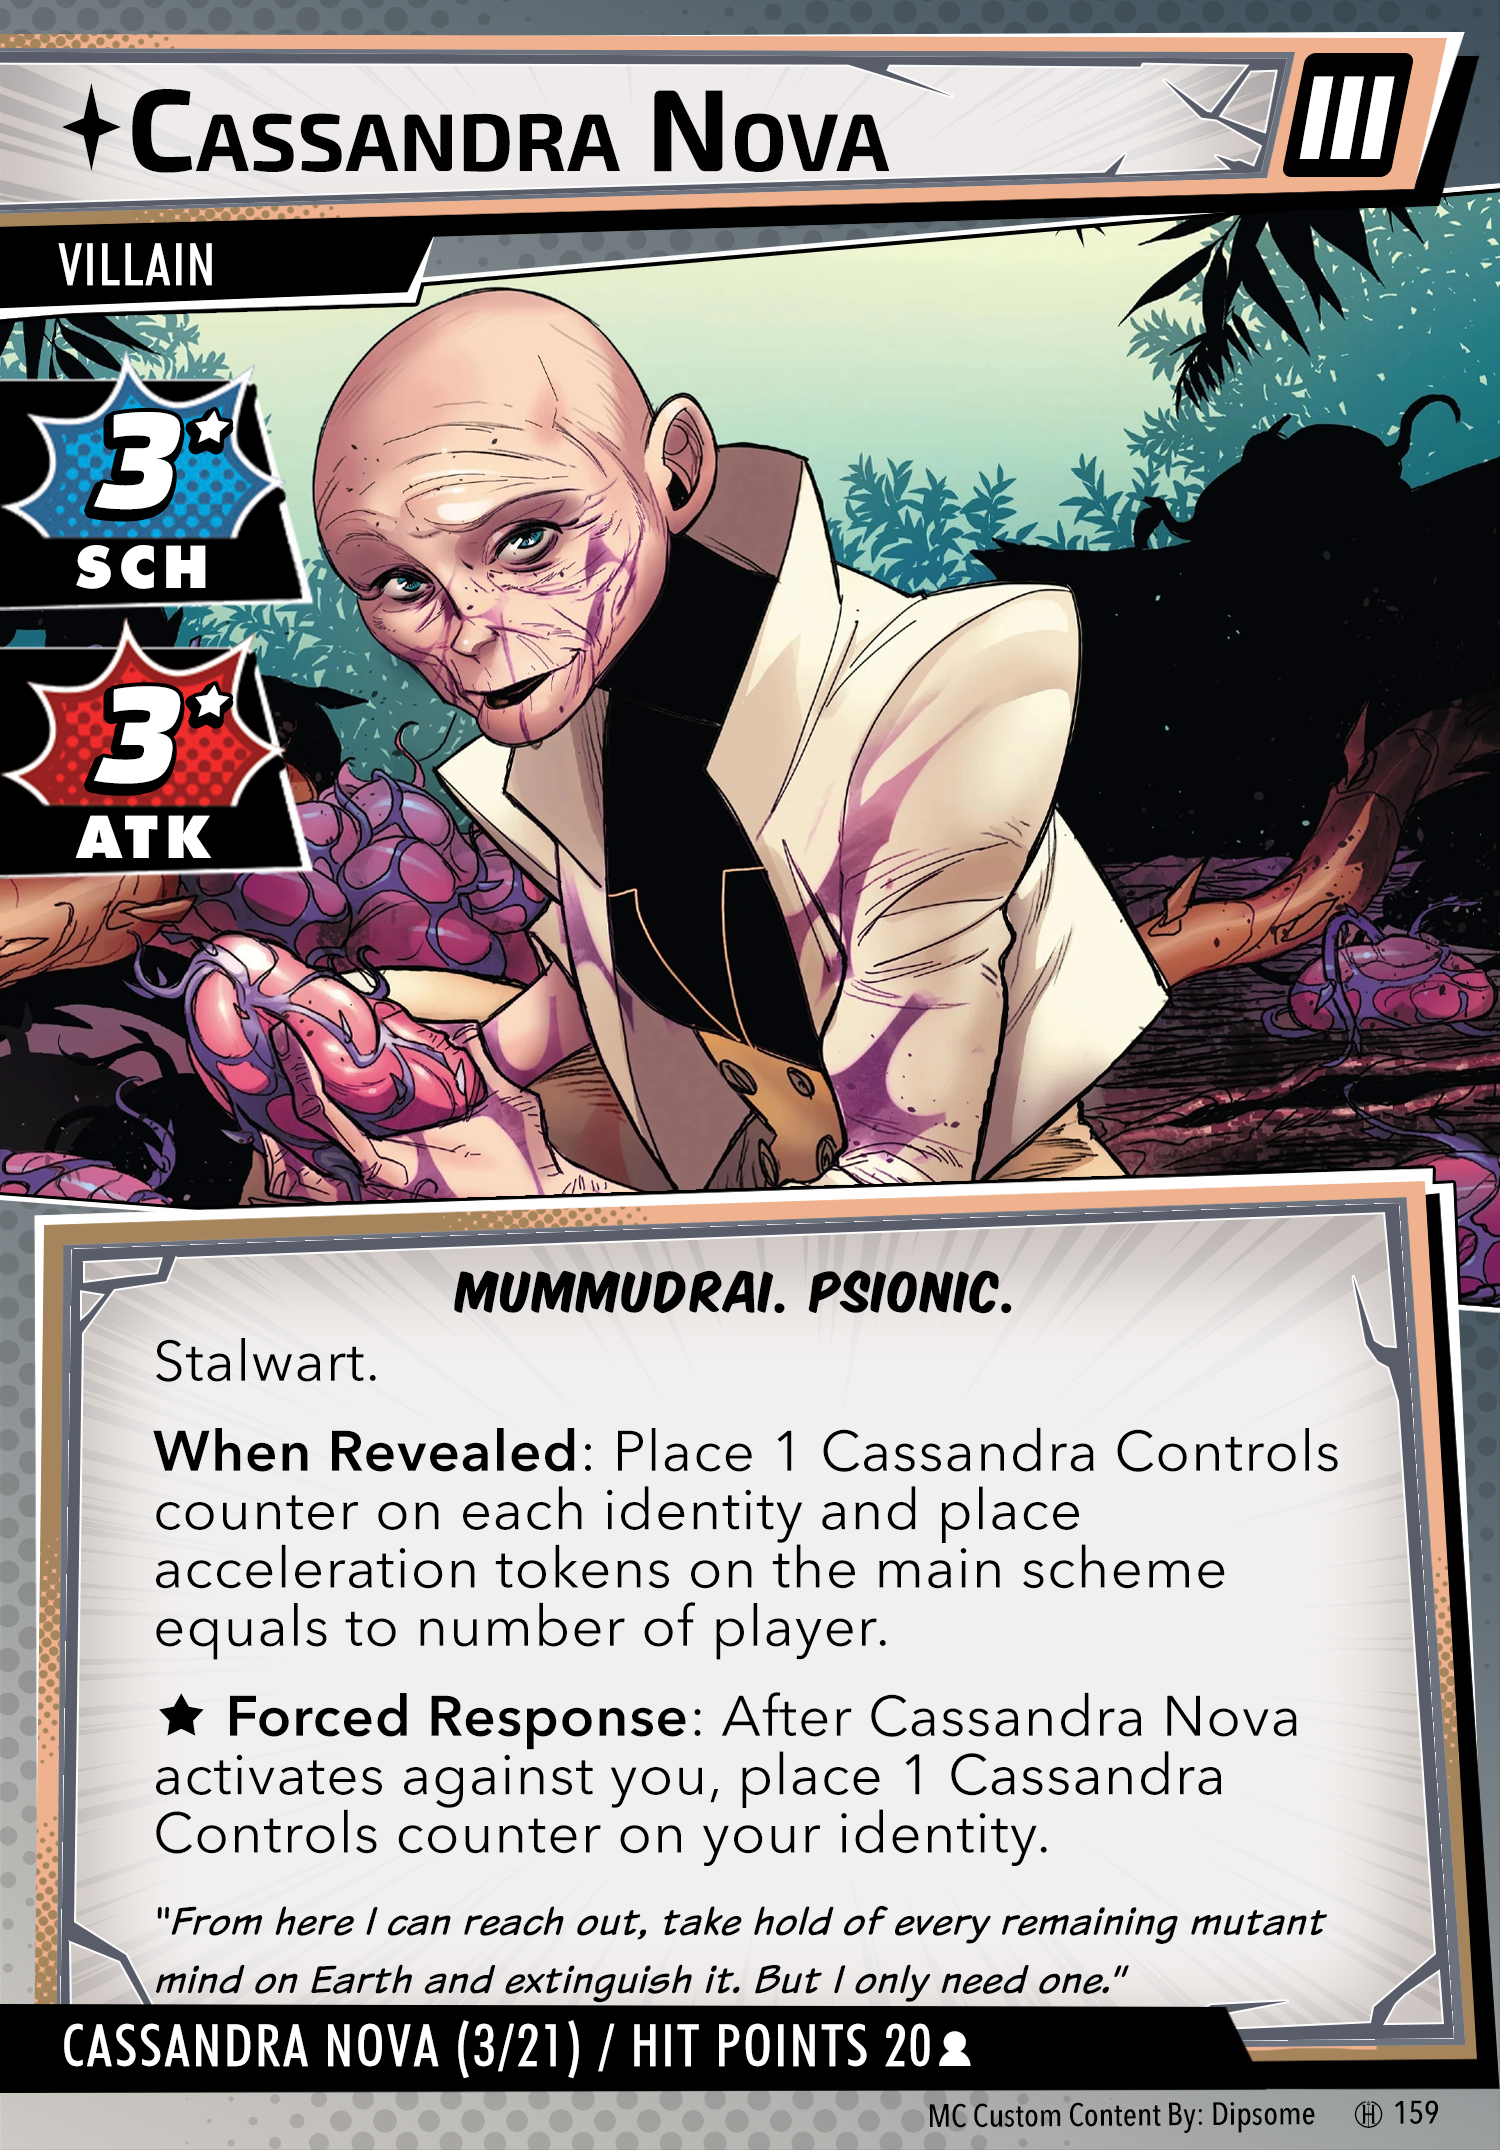 Cassandra Nova
III
VILLAIN
3
SCH
3
ATK
MUMMUDRAI. PSIONIC.
Stalwart.
When Revealed: Place 1 Cassandra Controls
counter on each identity and place
acceleration tokens on the main scheme
equals to number of player.
★ Forced Response: After Cassandra Nova
activates against you, place 1 Cassandra
Controls counter on your identity.
"From here I can reach out, take hold of every remaining mutant
mind on Earth and extinguish it. But I only need one."
CASSANDRA NOVA (3/21) / HIT POINTS 20
MC Custom Content By: Dipsome 159